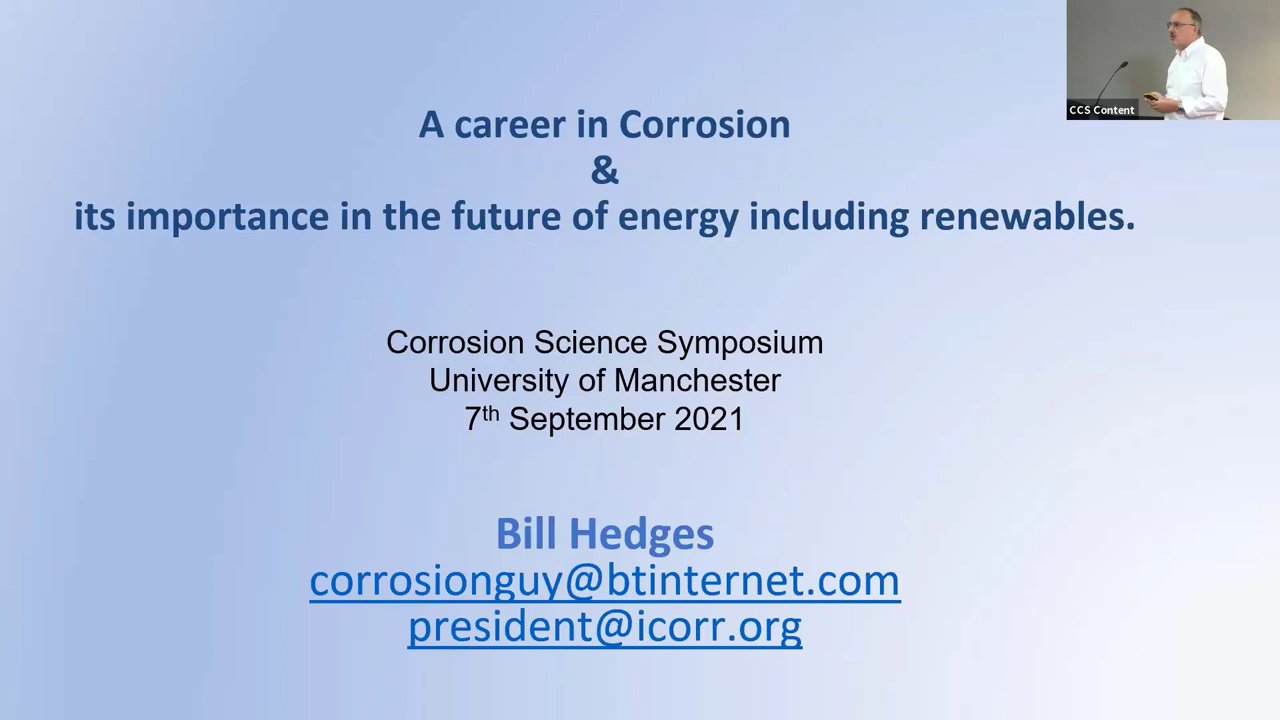 A career in Corrosion
&
its importance in the future of energy including renewables.
Corrosion Science Symposium
University of Manchester
7th September 2021
Bill Hedges
corrosionguy@btinternet.com
president@icorr.org
CCS Content